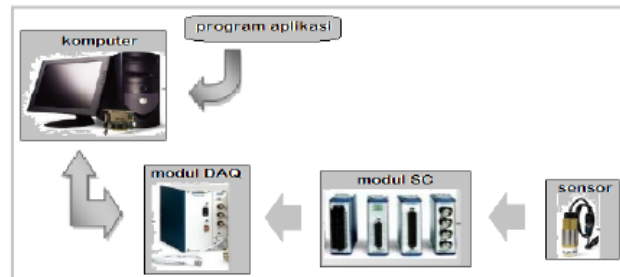 program aplikasi
komputer
modul DAQ
modul SC
sensor